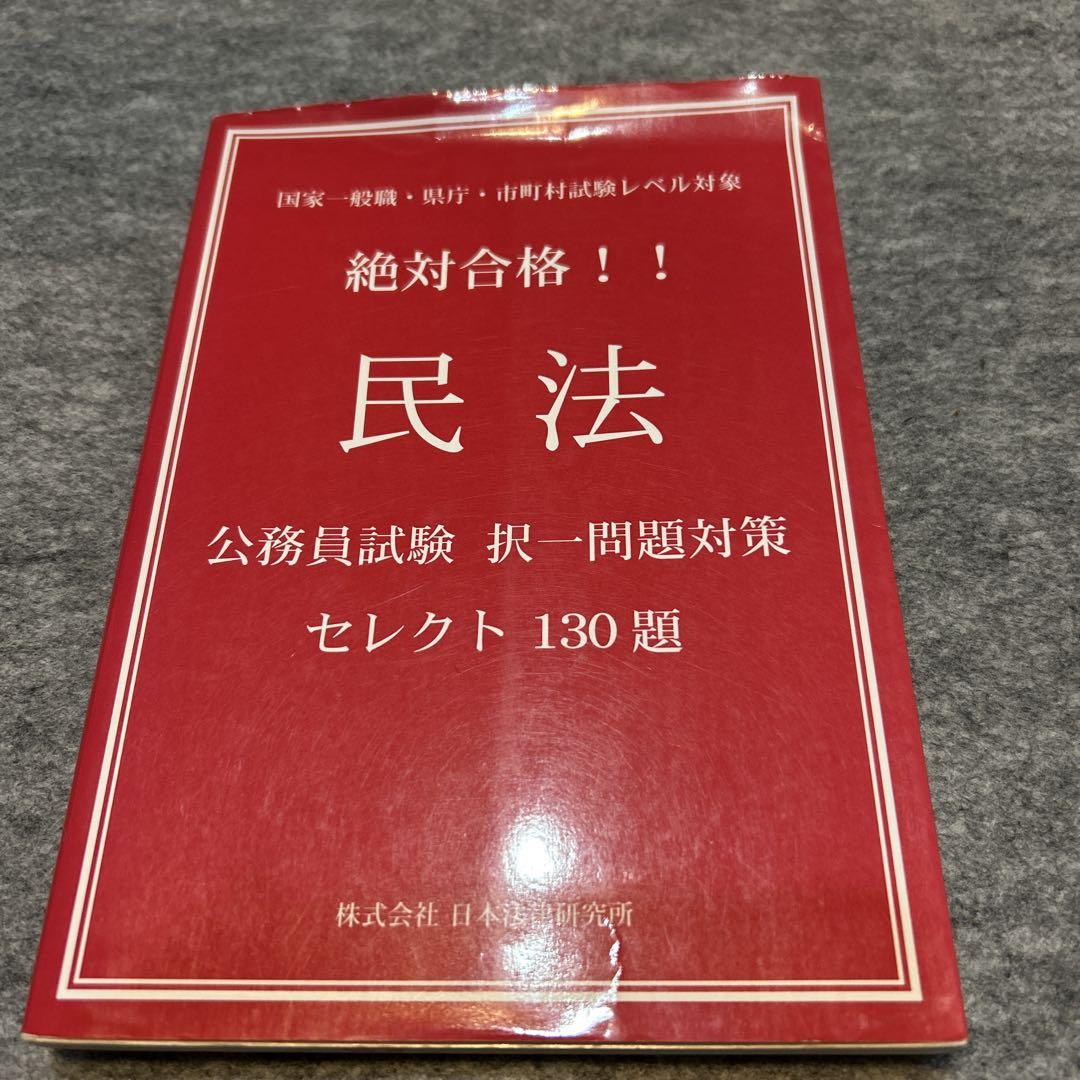 国家一般職・県庁・市町村試験レベル対象
絶対合格！！
民法
公務員試験 択一問題対策
セレクト 130 題
株式会社 日本法律研究所